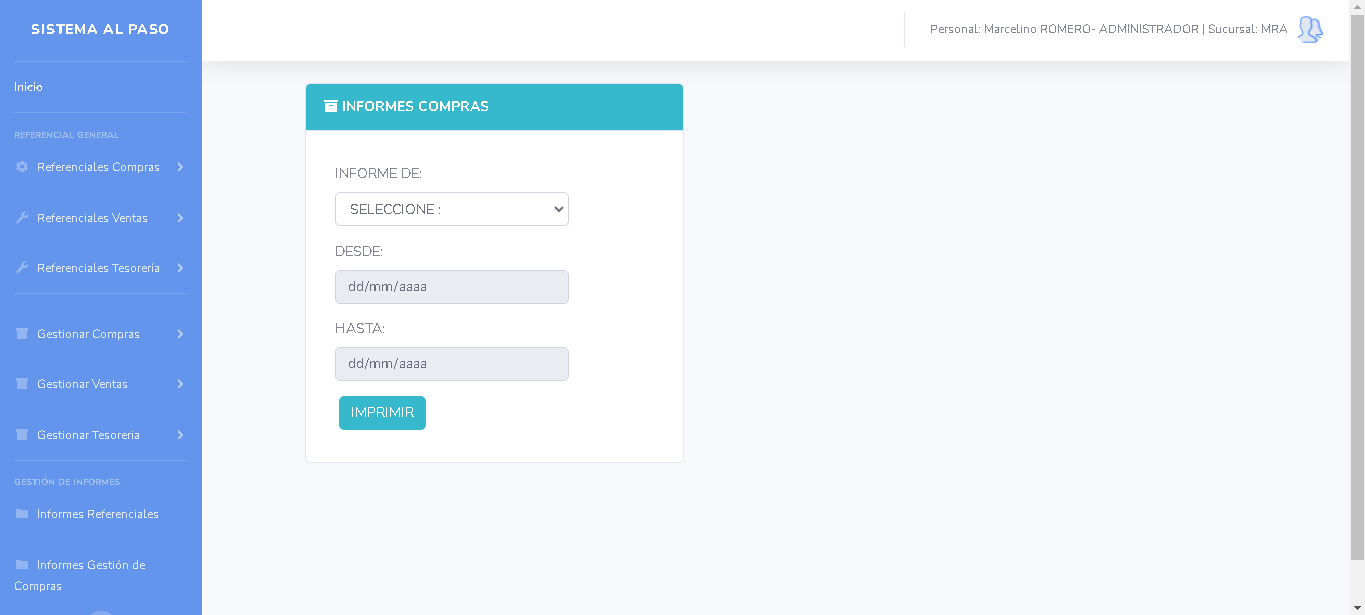 SISTEMA AL PASO
Personal: Marcelino ROMERO- ADMINISTRADOR | Sucursal: MRA
Inicio
REFERENCIAL GENERAL
Referenciales Compras
Referenciales Ventas
Referenciales Tesorería
Gestionar Compras
Gestionar Ventas
Gestionar Tesoreria
GESTIÓN DE INFORMES
Informes Referenciales
Informes Gestión de
Compras
INFORMES COMPRAS
INFORME DE:
SELECCIONE :
DESDE:
dd/mm/aaaa
HASTA:
dd/mm/aaaa
IMPRIMIR